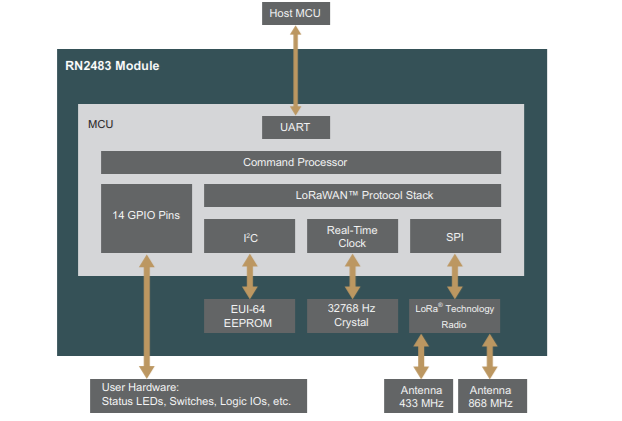 Host MCU
RN2483 Module
MCU
UART
Command Processor
14 GPIO Pins
LoRaWAN™ Protocol Stack
I²C
Real-Time
Clock
SPI
EUI-64
EEPROM
32768 Hz
Crystal
LoRa® Technology
Radio
User Hardware:
Status LEDs, Switches, Logic IOs, etc.
Antenna
433 MHz
Antenna
868 MHz